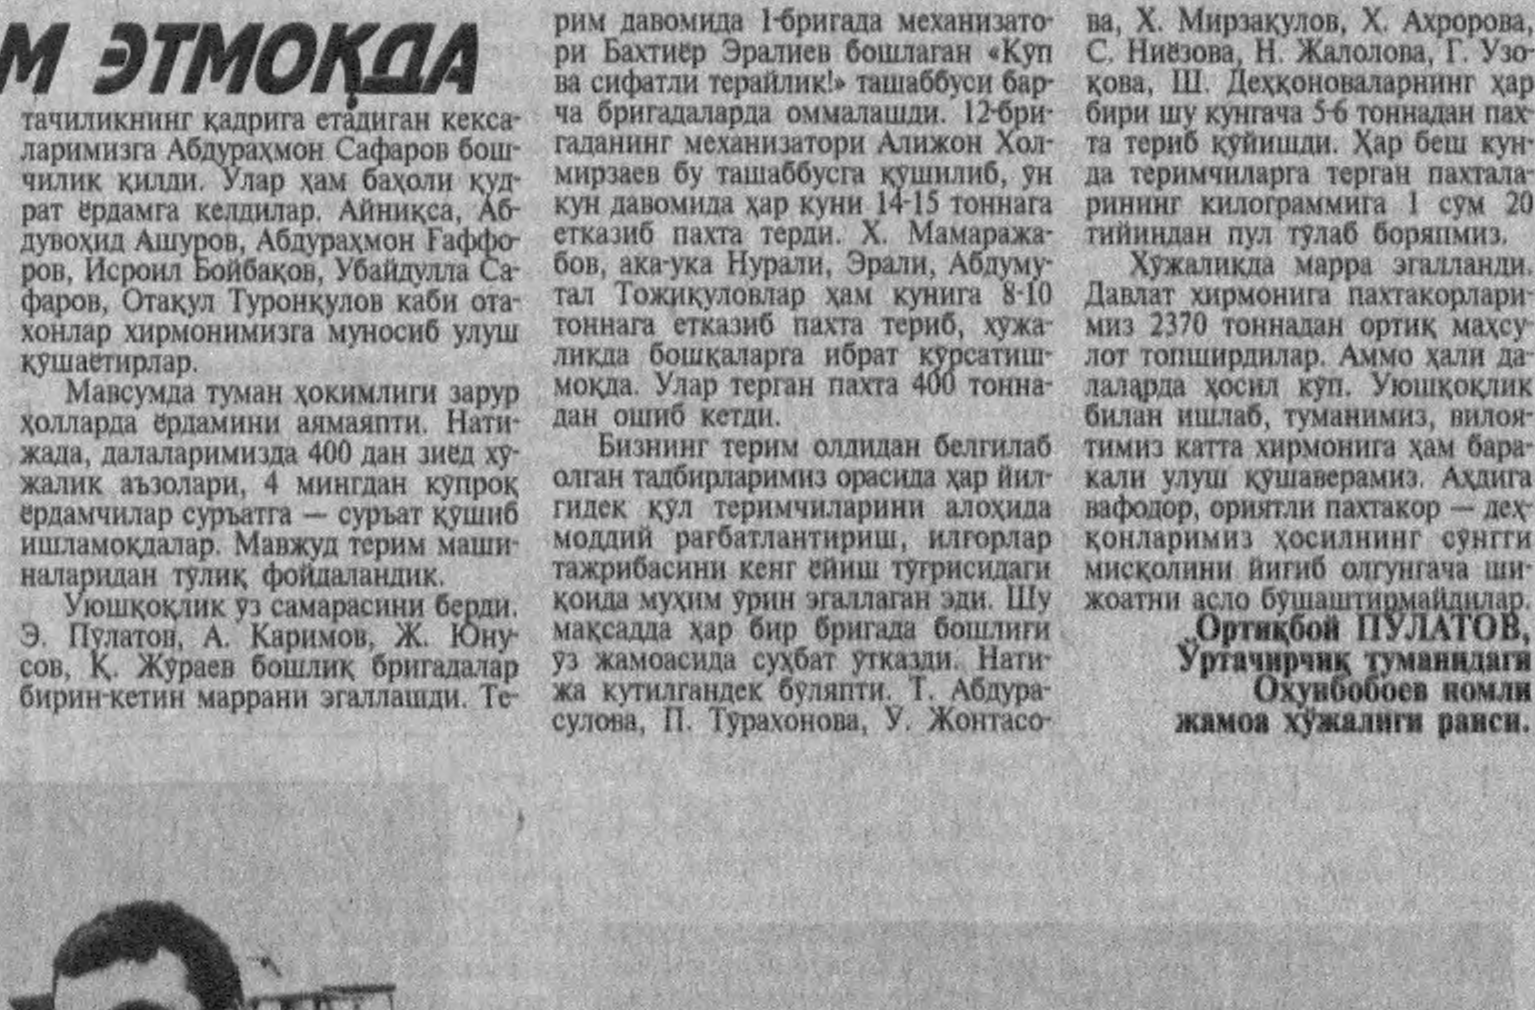 М ЭТМОҚДА
тачиликнинг қадрига етадиган кекса-
ларимизга Абдураҳмон Сафаров бош-
чилик қилди. Улар ҳам баҳоли қуд-
рат ёрдамга келдилар. Айниқса, Аб-
дувоҳид Ашуров, Абдураҳмон Ғаффо-
ров, Исроил Бойбақов, Убайдулла Са-
фаров, Отақул Туронқулов каби ота-
хонлар хирмонимизга муносиб улуш
қўшаётирлар.
Мавсумда туман ҳокимлиги зарур
ҳолларда ёрдамини аямаяпти. Нати-
жада, далаларимизда 400 дан зиёд хў-
жалик аъзолари, 4 мингдан кўпроқ
ёрдамчилар суръатга — суръат қўшиб
ишламоқдалар. Мавжуд терим маши-
наларидан тўлиқ фойдаландик.
Уюшқоқлик ўз самарасини берди.
Э. Пўлатов, А. Каримов, Ж. Юну-
сов, Қ. Жўраев бошлиқ бригадалар
бирин-кетин маррани эгаллашди. Те-
рим давомида 1-бригада механизато-
ри Бахтиёр Эралиев бошлаган «Кўп
ва сифатли терайлик!» ташаббуси бар-
ча бригадаларда оммалашди. 12-бри-
гаданинг механизатори Алижон Хол-
мирзаев бу ташаббусга қўшилиб, ўн
кун давомида ҳар куни 14-15 тоннага
етказиб пахта терди. Х. Мамаража-
бов, ака-ука Нурали, Эрали, Абдуму-
тал Тожиқуловлар ҳам кунига 8-10
тоннага етказиб пахта териб, хўжа-
ликда бошқаларга ибрат кўрсатиш-
моқда. Улар терган пахта 400 тонна-
дан ошиб кетди.
Бизнинг терим олдидан белгилаб
олган тадбирларимиз орасида ҳар йил-
гидек қўл теримчиларини алоҳида
моддий рағбатлантириш, илғорлар
тажрибасини кенг ёйиш тўғрисидаги
қоида муҳим ўрин эгаллаган эди. Шу
мақсадда ҳар бир бригада бошлиғи
ўз жамоасида суҳбат ўтказди. Нати-
жа кутилгандек бўляпти. Т. Абдура-
сулова, П. Тўрахонова, Ў. Жонтасо-
ва, Х. Мирзақулов, Ҳ. Ахророва,
С. Ниёзова, Н. Жалолова, Г. Узо-
қова, Ш. Деҳқоноваларнинг ҳар
бири шу кунгача 5-6 тоннадан пах-
та териб қўйишди. Ҳар беш кун-
да теримчиларга терган пахтала-
рининг килограммига 1 сўм 20
тийиндан пул тўлаб боряпмиз.
Хўжаликда марра эгалланди.
Давлат хирмонига пахтакорлари-
миз 2370 тоннадан ортиқ маҳсу-
лот топширдилар. Аммо ҳали да-
лаларда ҳосил кўп. Уюшқоқлик
билан ишлаб, туманимиз, вилоя-
тимиз катта хирмонига ҳам бара-
кали улуш қўшаверамиз. Аҳдига
вафодор, ориятли пахтакор — деҳ-
қонларимиз ҳосилнинг сўнгги
мисқолини йиғиб олгунгача ши-
жоатни асло бўшаштирмайдилар.
Ортиқбой ПЎЛАТОВ,
Ўртачирчиқ туманидаги
Охунбобоев номли
жамоа хўжалиги раиси.